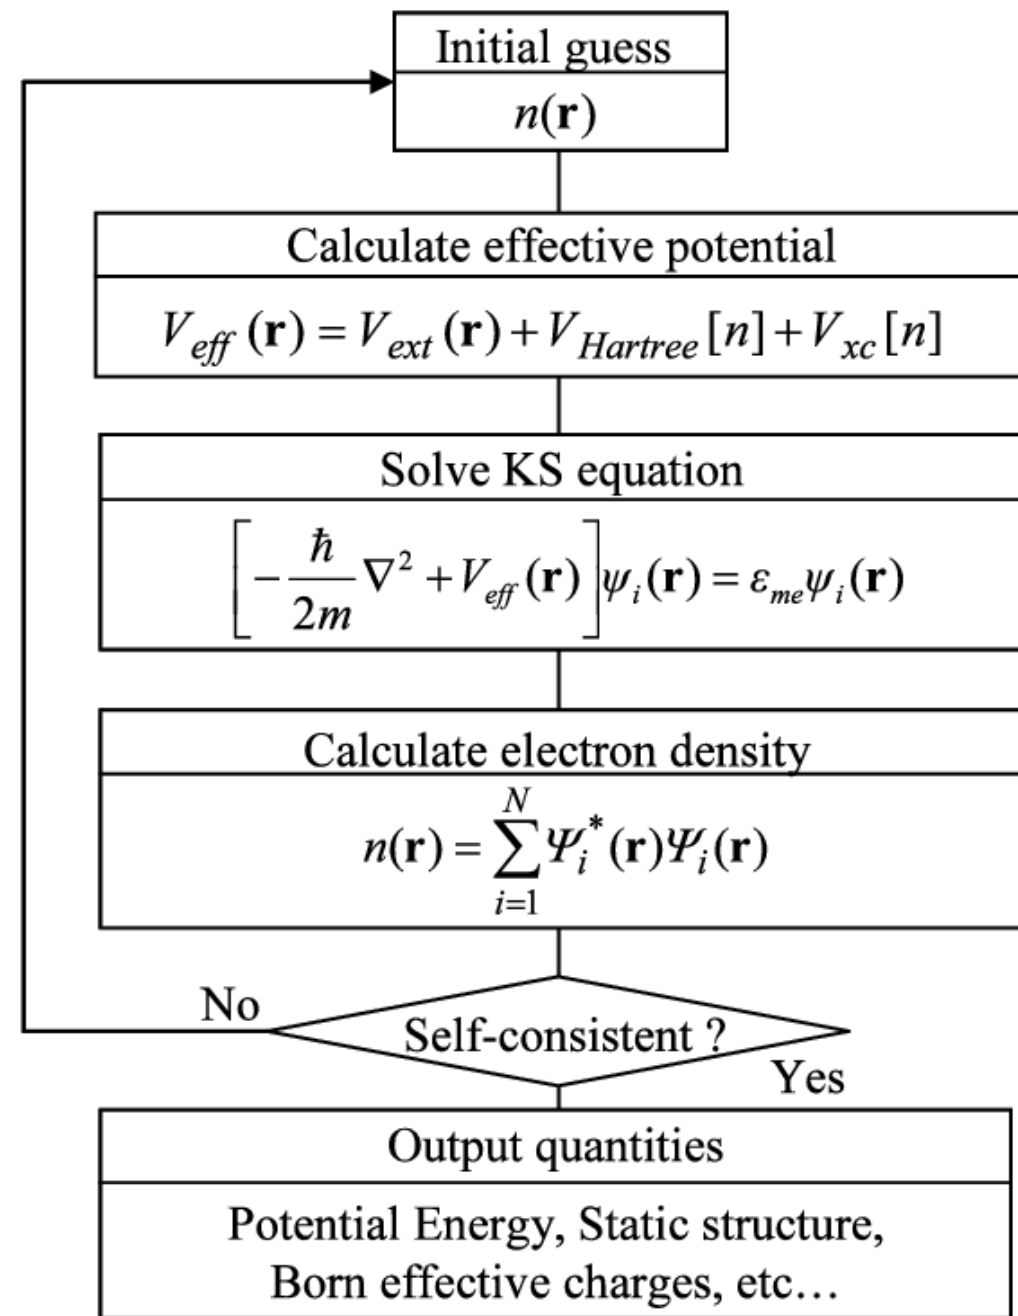 Initial guess
n(r)
Calculate effective potential
V_eff (r) = V_ext (r) + V_Hartree [n] + V_xc [n]
Solve KS equation
[ -ℏ/2m ∇² + V_eff (r) ] ψ_i (r) = ε_me ψ_i (r)
Calculate electron density
n(r) = ∑_{i=1}^{N} Ψ_i^* (r) Ψ_i (r)
No
Self-consistent ?
Yes
Output quantities
Potential Energy, Static structure,
Born effective charges, etc…